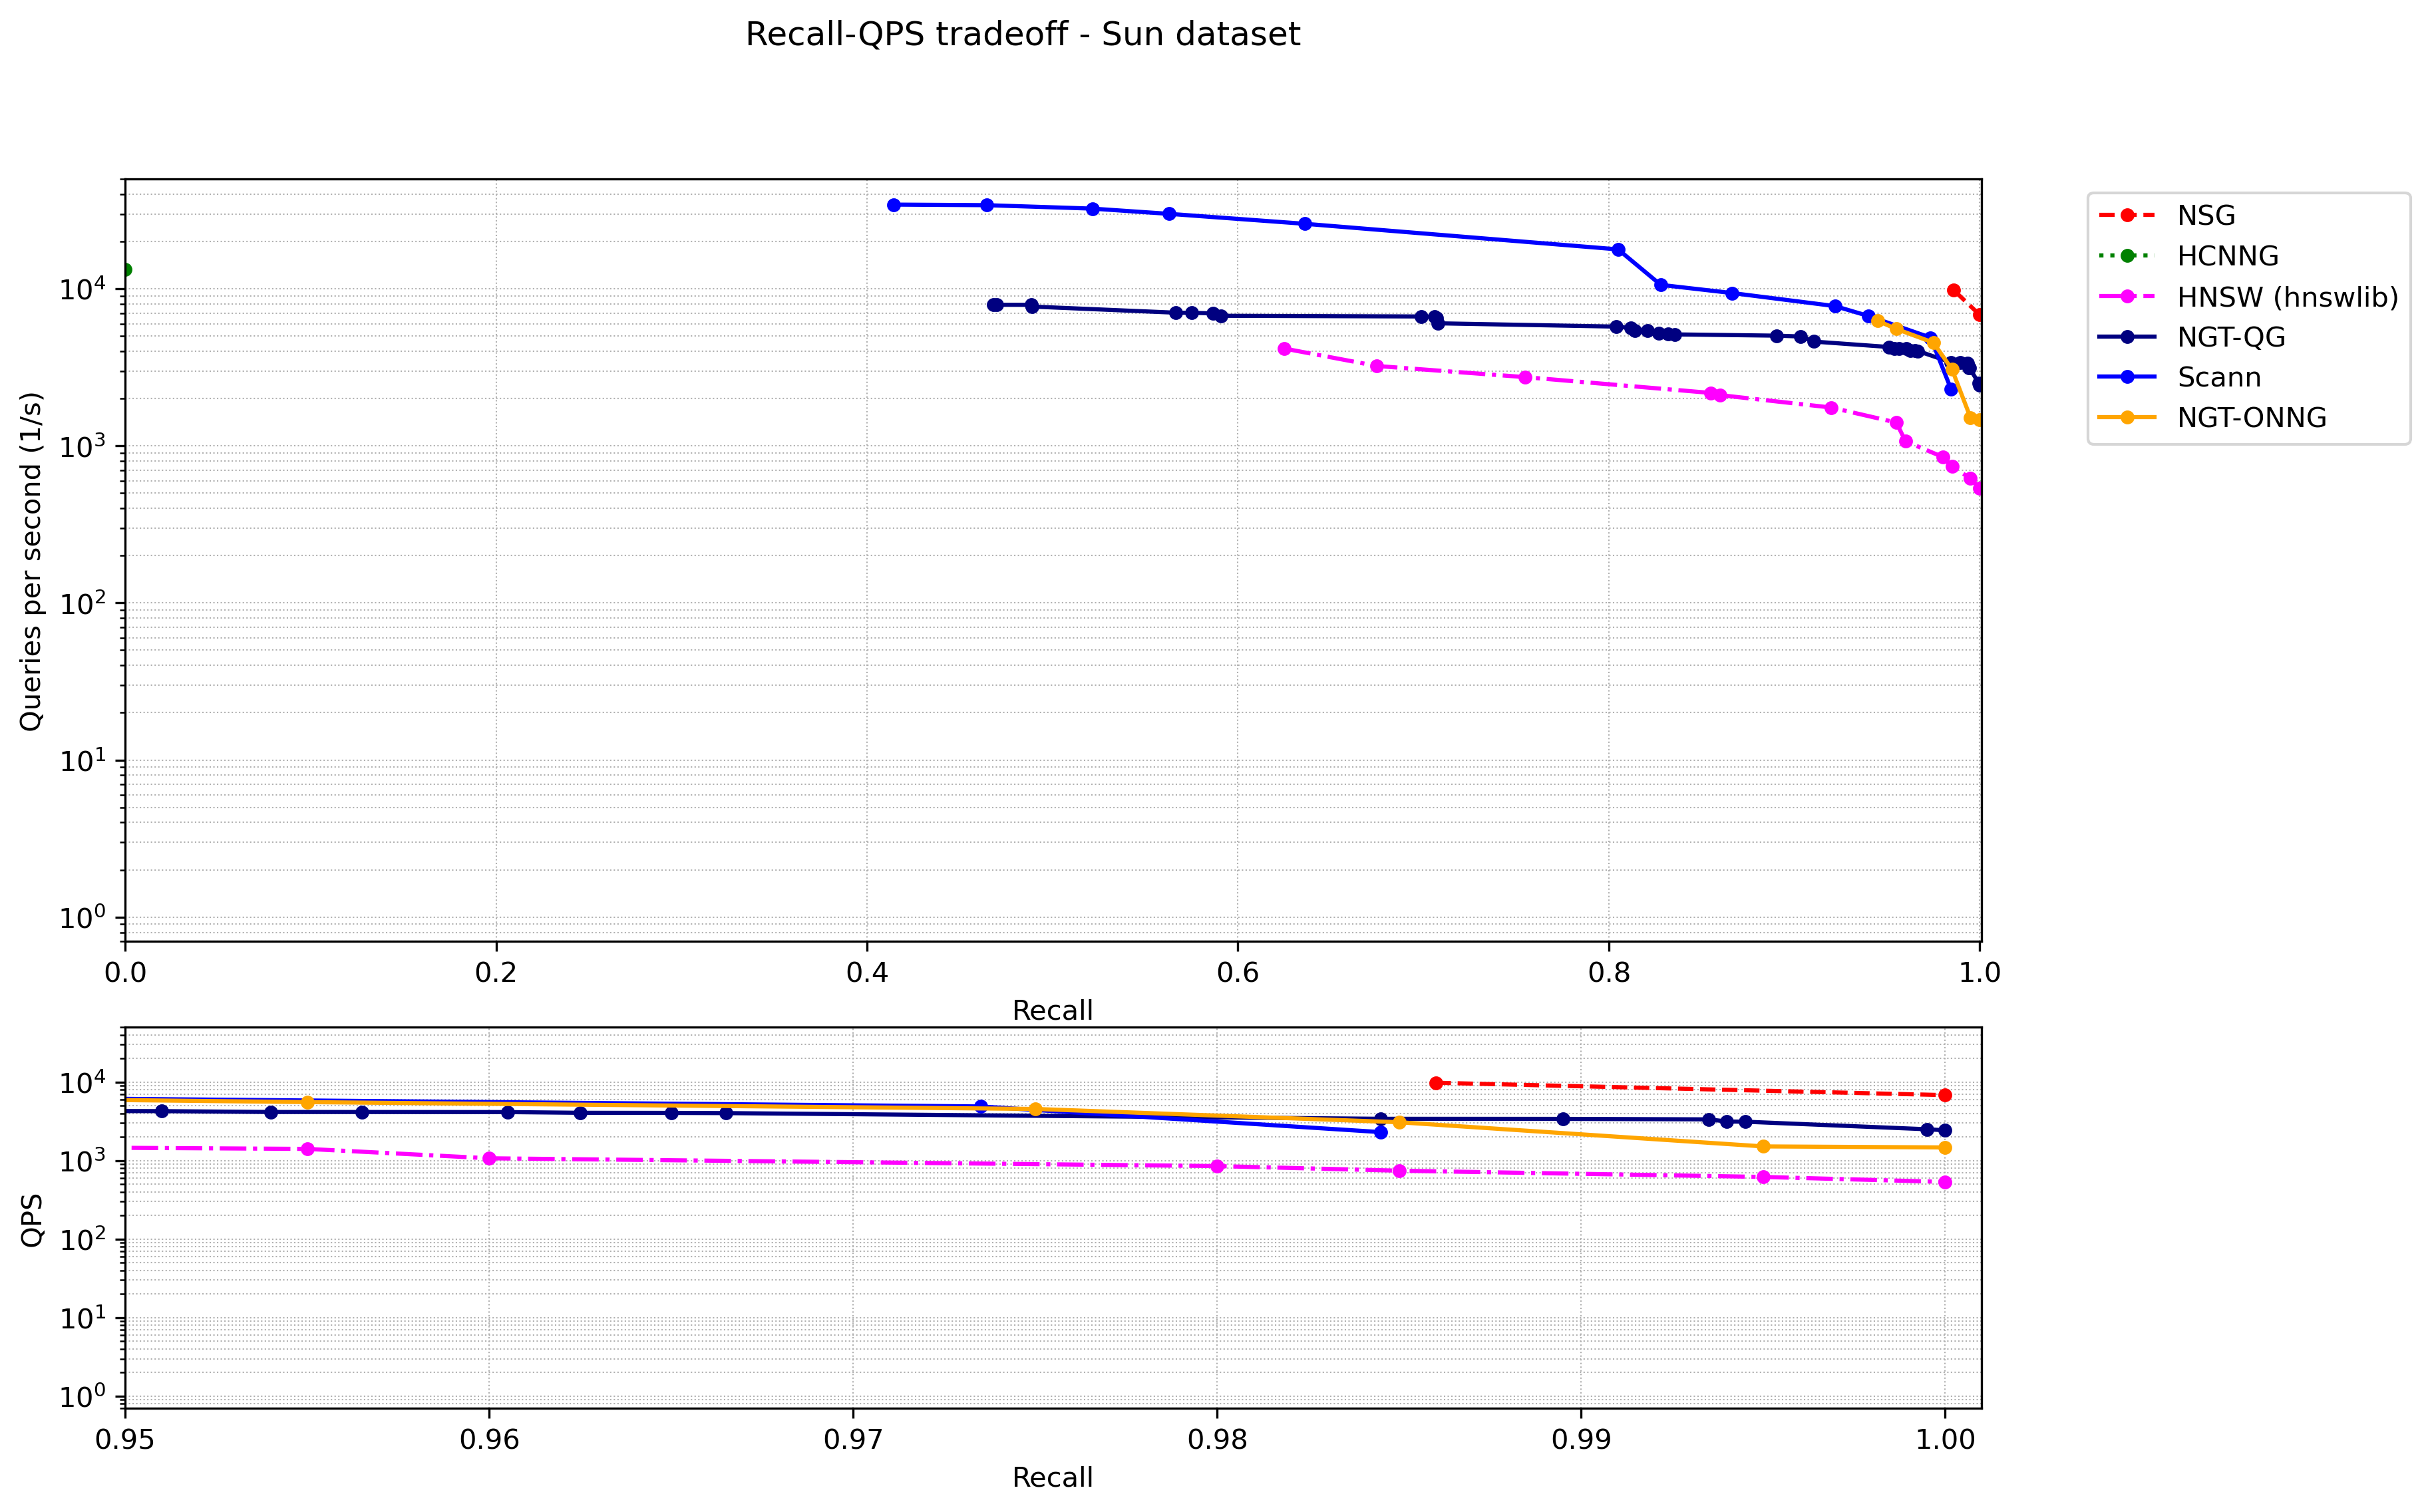 Recall-QPS tradeoff - Sun dataset
Queries per second (1/s)
10^4
10^3
10^2
10^1
10^0
0.0 0.2 0.4 0.6 0.8 1.0
Recall
NSG
HCNNG
HNSW (hnswlib)
NGT-QG
Scann
NGT-ONNG
QPS
10^4
10^3
10^2
10^1
10^0
0.95 0.96 0.97 0.98 0.99 1.00
Recall